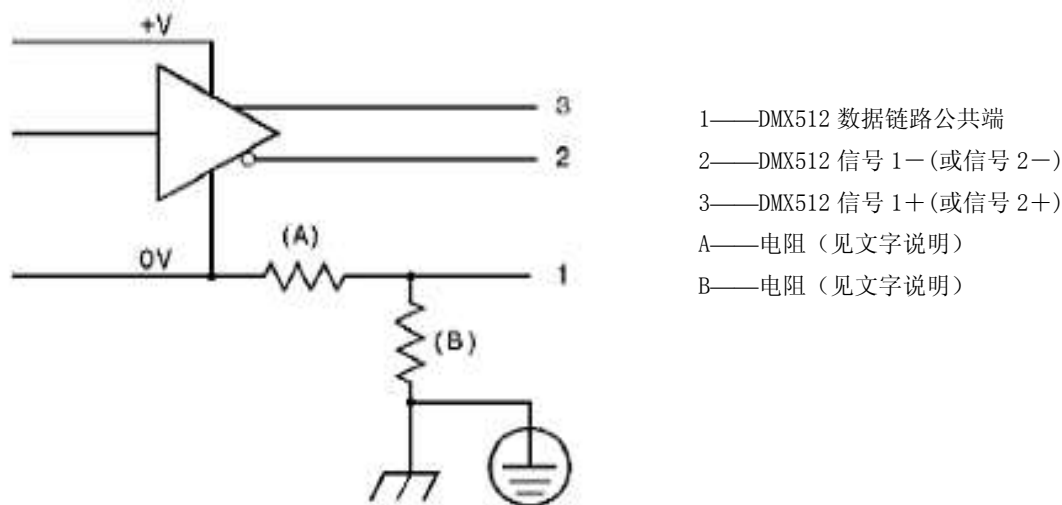 +V
3
2
(A)
0V
1
(B)
1——DMX512 数据链路公共端
2——DMX512 信号 1－(或信号 2－)
3——DMX512 信号 1＋(或信号 2＋)
A——电阻（见文字说明）
B——电阻（见文字说明）